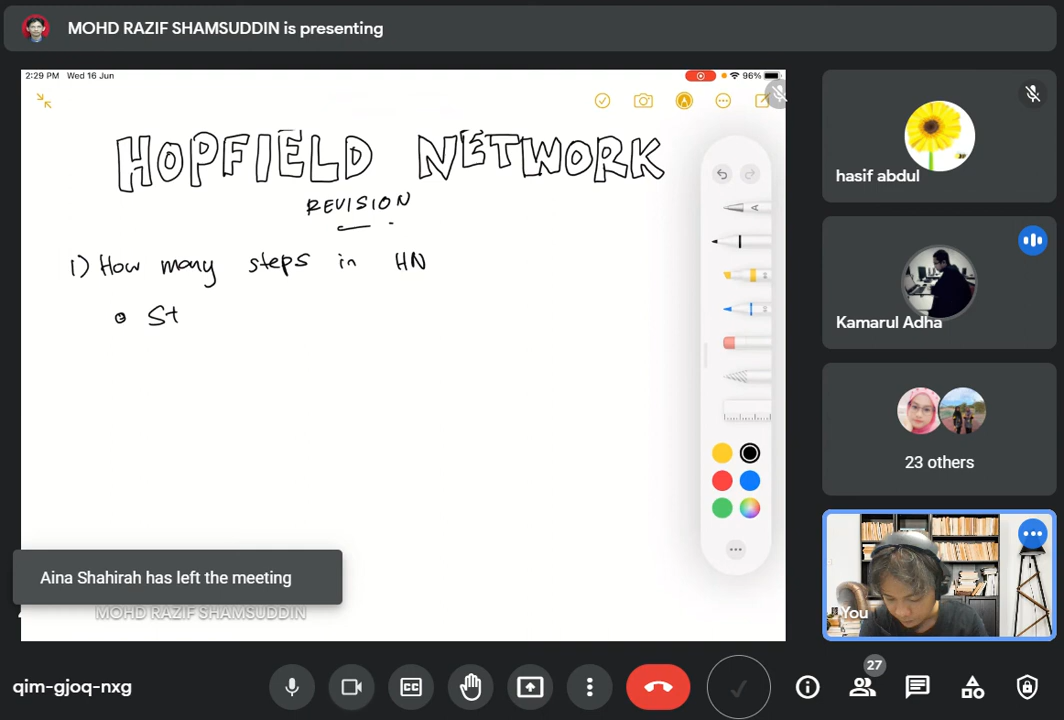 MOHD RAZIF SHAMSUDDIN is presenting
2:29 PM Wed 16 Jun
96%
HOPFIELD NETWORK
REVISION
1) How many steps in HN
St
hasif abdul
Kamarul Adha
23 others
Aina Shahirah has left the meeting
MOHD RAZIF SHAMSUDDIN
You
27
qim-gjoq-nxg
CC